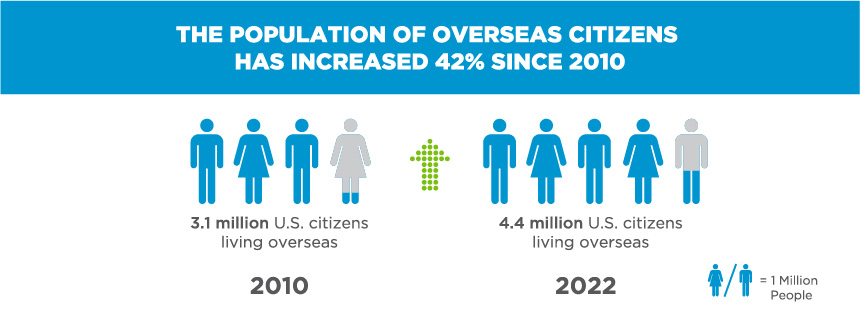 THE POPULATION OF OVERSEAS CITIZENS
HAS INCREASED 42% SINCE 2010
3.1 million U.S. citizens
living overseas
2010
4.4 million U.S. citizens
living overseas
2022
= 1 Million
People